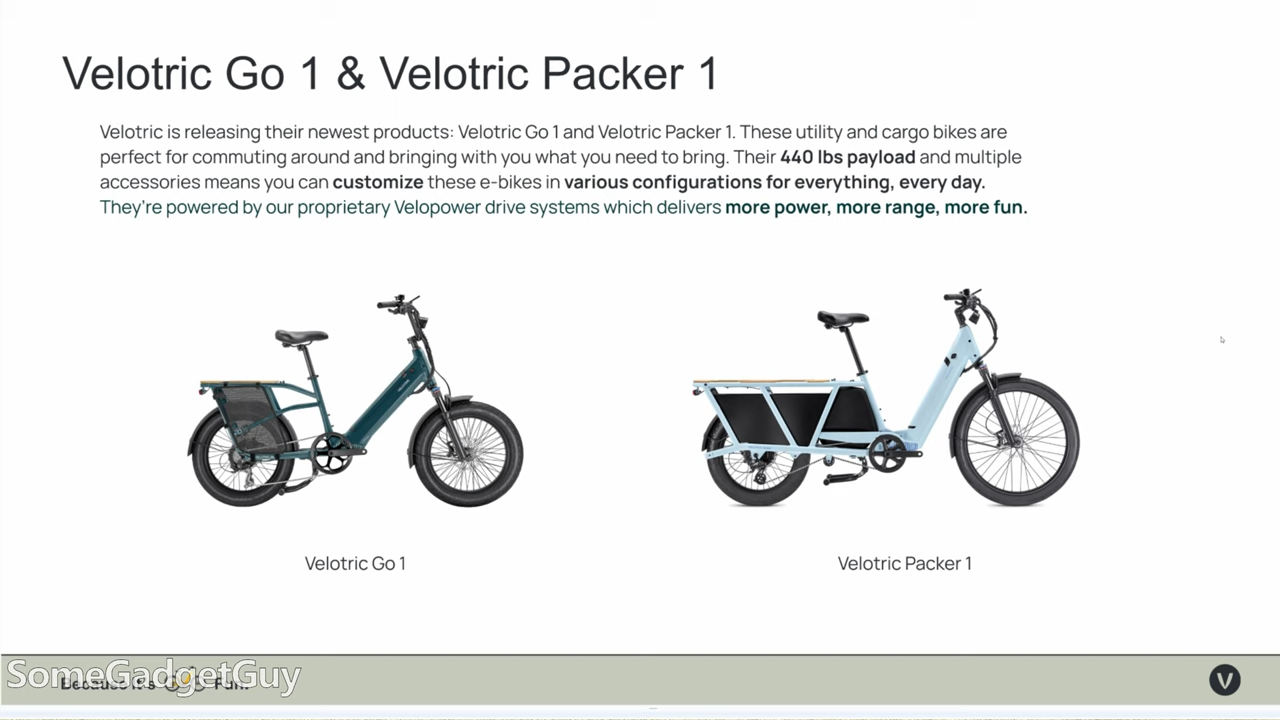 Velotric Go 1 & Velotric Packer 1
Velotric is releasing their newest products: Velotric Go 1 and Velotric Packer 1. These utility and cargo bikes are
perfect for commuting around and bringing with you what you need to bring. Their 440 lbs payload and multiple
accessories means you can customize these e-bikes in various configurations for everything, every day.
They're powered by our proprietary Velopower drive systems which delivers more power, more range, more fun.
Velotric Go 1
Velotric Packer 1
SomeGadgetGuy
Because it's Fun!
V